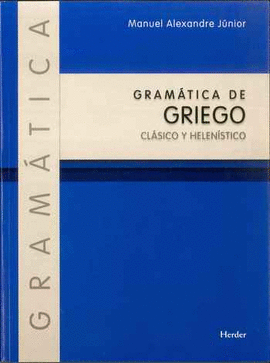 Manuel Alexandre Júnior
GRAMÁTICA DE
GRIEGO
CLÁSICO Y HELENÍSTICO
GRAMÁTICA
Herder